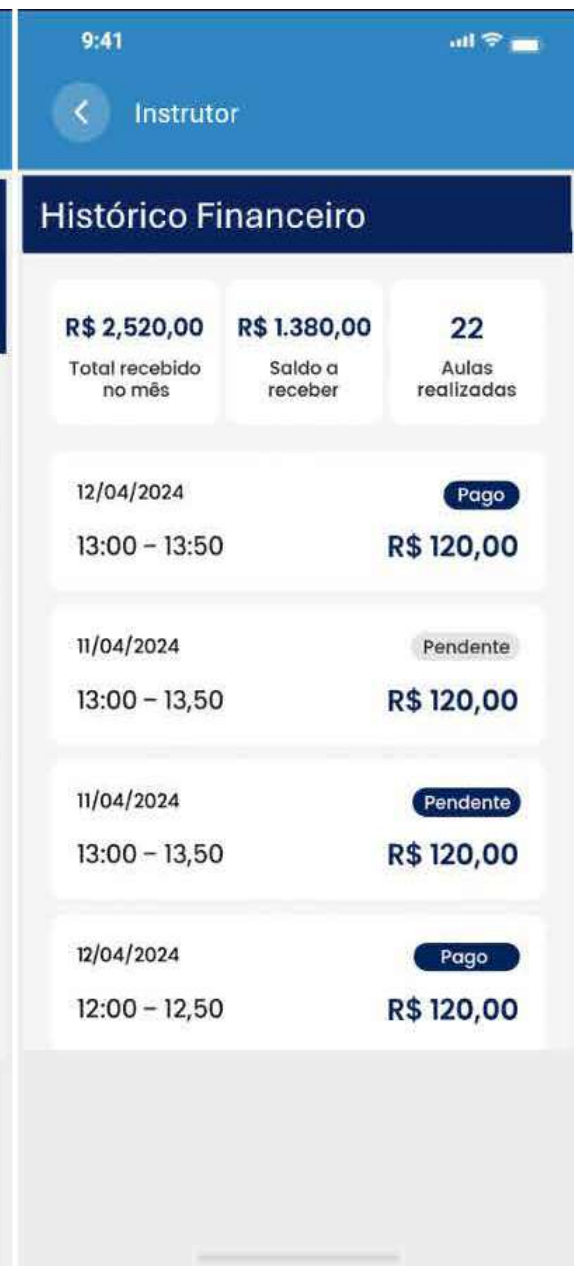 9:41
Instrutor
Histórico Financeiro
R$ 2,520,00
Total recebido
no mês
R$ 1.380,00
Saldo a
receber
22
Aulas
realizadas
12/04/2024
Pago
13:00 – 13:50
R$ 120,00
11/04/2024
Pendente
13:00 – 13,50
R$ 120,00
11/04/2024
Pendente
13:00 – 13,50
R$ 120,00
12/04/2024
Pago
12:00 – 12,50
R$ 120,00